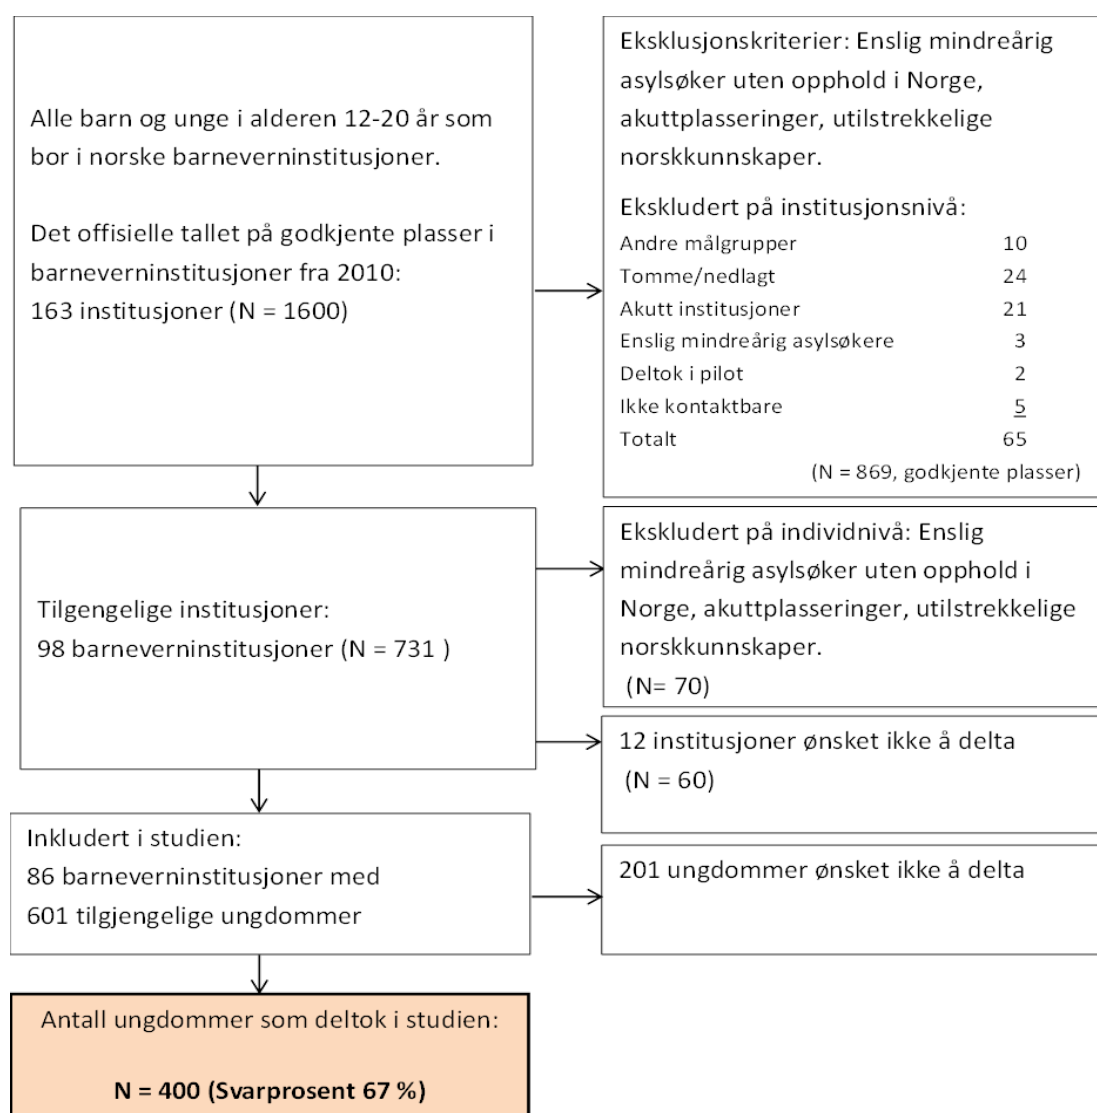 Alle barn og unge i alderen 12-20 år som
bor i norske barneverninstitusjoner.
Det offisielle tallet på godkjente plasser i
barneverninstitusjoner fra 2010:
163 institusjoner (N = 1600)
Eksklusjonskriterier: Enslig mindreårig
asylsøker uten opphold i Norge,
akuttplasseringer, utilstrekkelige
norskkunnskaper.
Ekskludert på institusjonsnivå:
Andre målgrupper 10
Tomme/nedlagt 24
Akutt institusjoner 21
Enslig mindreårig asylsøkere 3
Deltok i pilot 2
Ikke kontaktbare 5
Totalt 65
(N = 869, godkjente plasser)
Tilgengelige institusjoner:
98 barneverninstitusjoner (N = 731 )
Ekskludert på individnivå: Enslig
mindreårig asylsøker uten opphold i
Norge, akuttplasseringer, utilstrekkelige
norskkunnskaper.
(N= 70)
12 institusjoner ønsket ikke å delta
(N = 60)
Inkludert i studien:
86 barneverninstitusjoner med
601 tilgjengelige ungdommer
201 ungdommer ønsket ikke å delta
Antall ungdommer som deltok i studien:
N = 400 (Svarprosent 67 %)